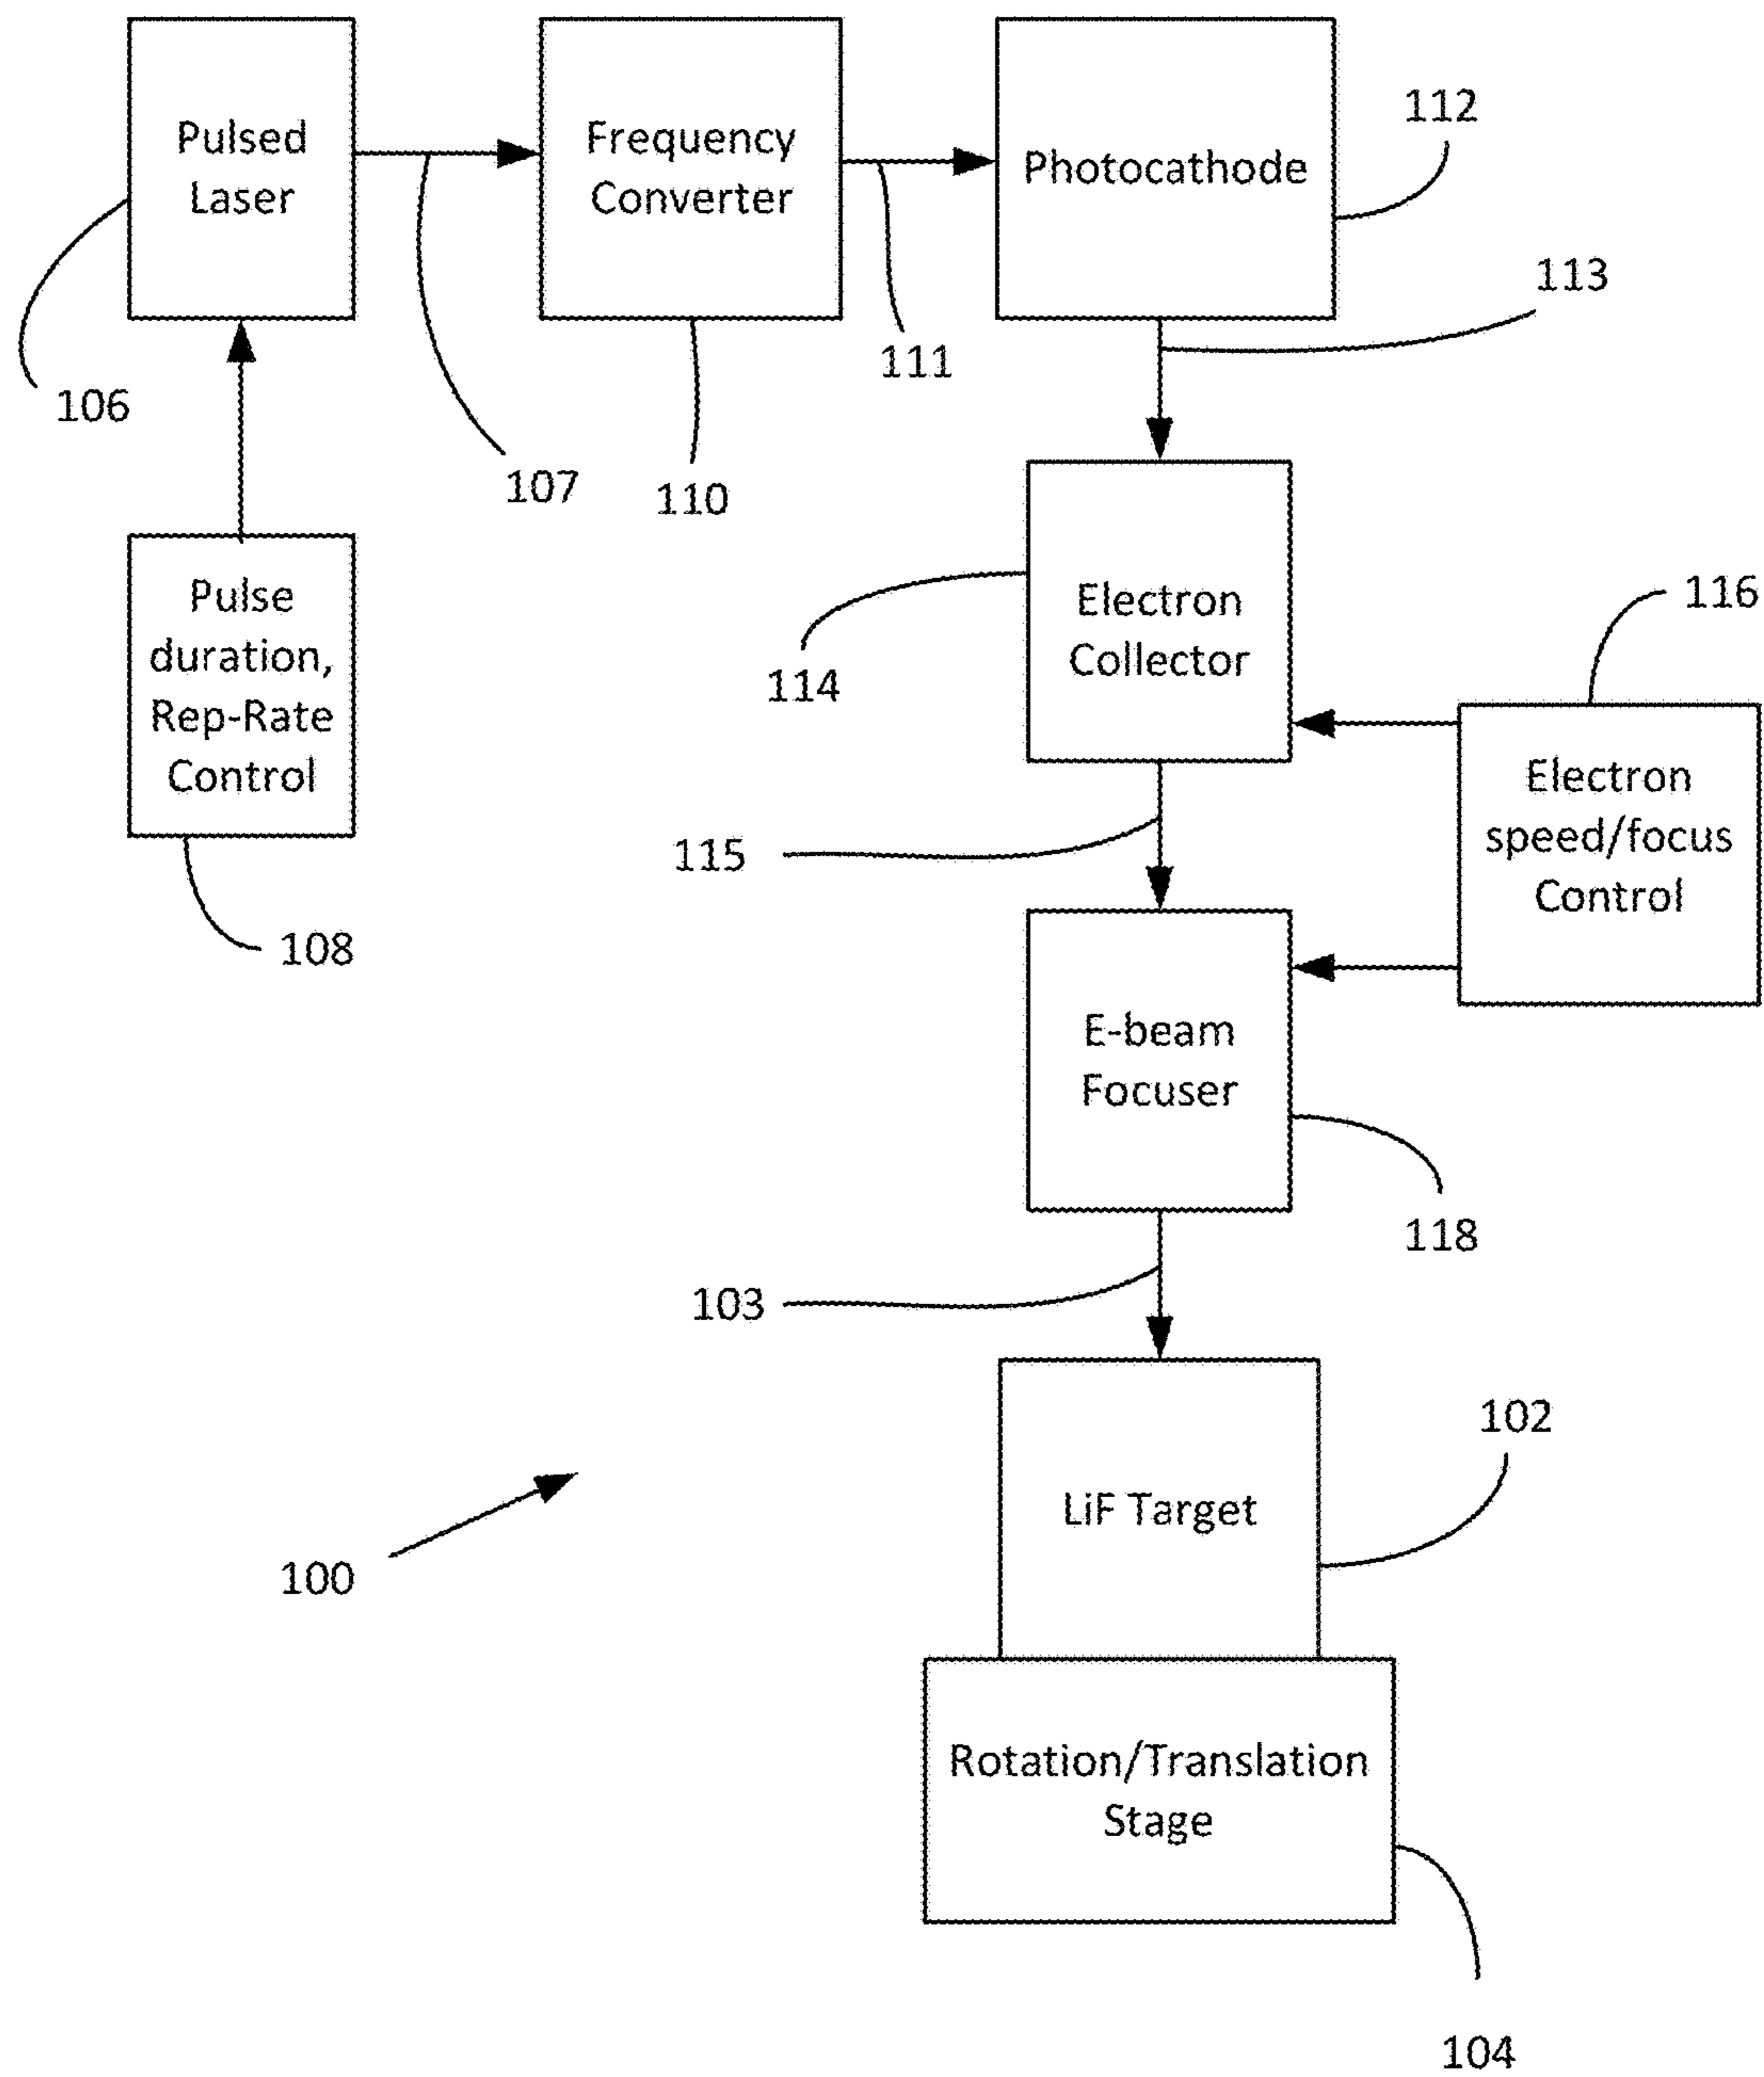 Pulsed
Laser
Frequency
Converter
Photocathode
112
113
111
106
107
110
Pulse
duration,
Rep-Rate
Control
108
Electron
Collector
114
116
Electron
speed/focus
Control
115
E-beam
Focuser
118
103
102
LiF Target
100
Rotation/Translation
Stage
104